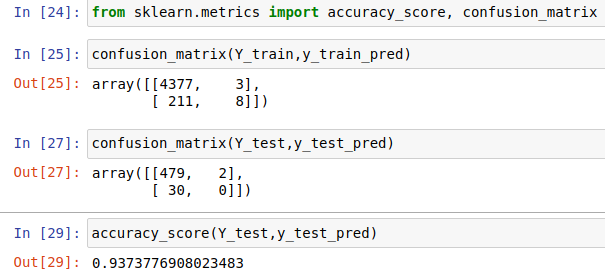 In [24]: from sklearn.metrics import accuracy_score, confusion_matrix
In [25]: confusion_matrix(Y_train,y_train_pred)
Out[25]: array([[4377,    3],
       [ 211,    8]])
In [27]: confusion_matrix(Y_test,y_test_pred)
Out[27]: array([[479,   2],
       [ 30,   0]])
In [29]: accuracy_score(Y_test,y_test_pred)
Out[29]: 0.9373776908023483